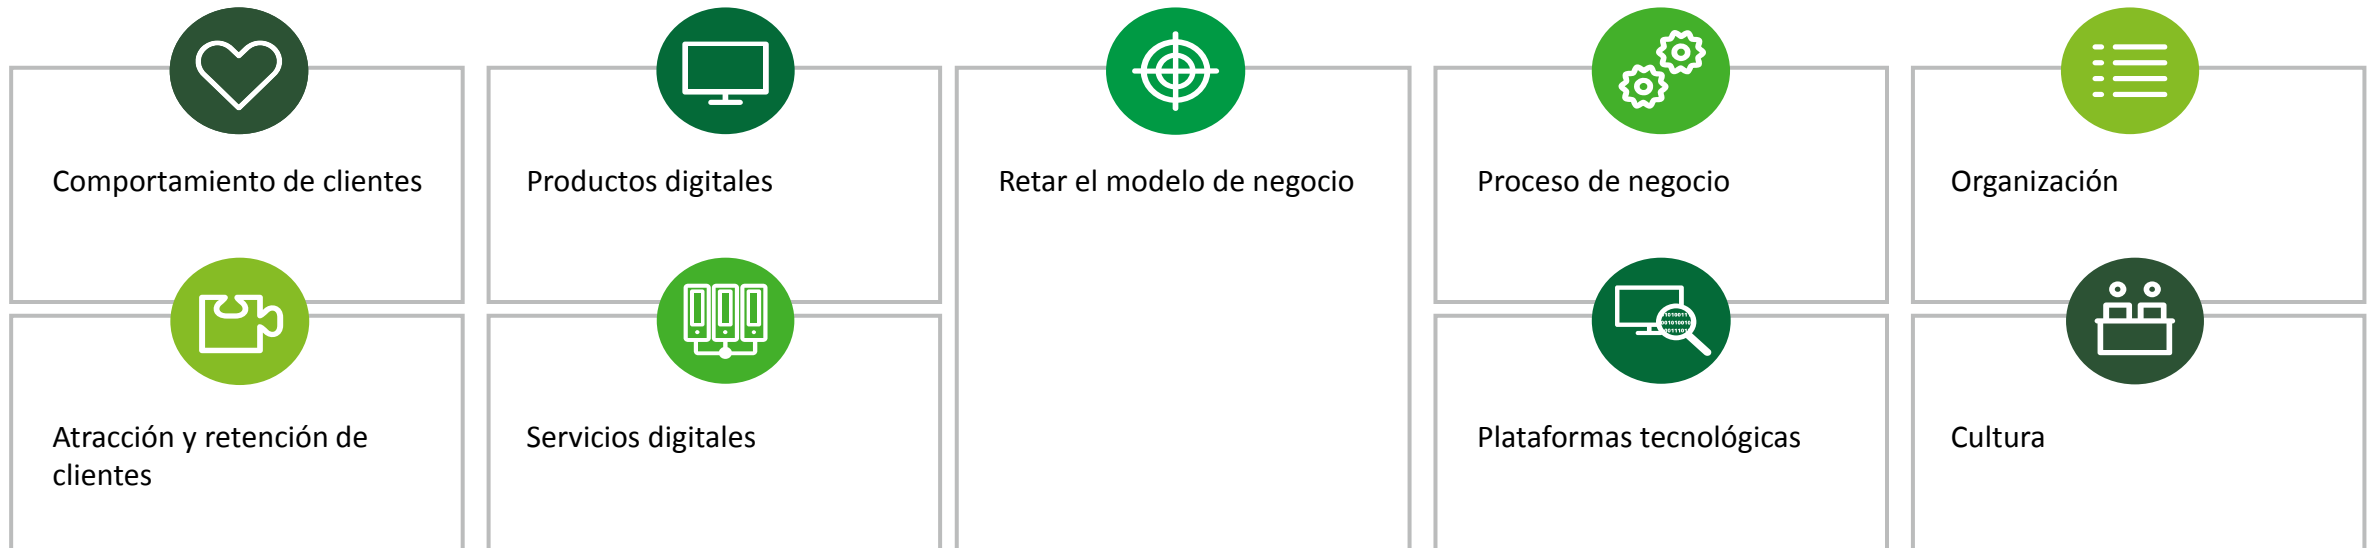 Comportamiento de clientes
Productos digitales
Retar el modelo de negocio
Proceso de negocio
Organización
Atracción y retención de
clientes
Servicios digitales
Plataformas tecnológicas
Cultura